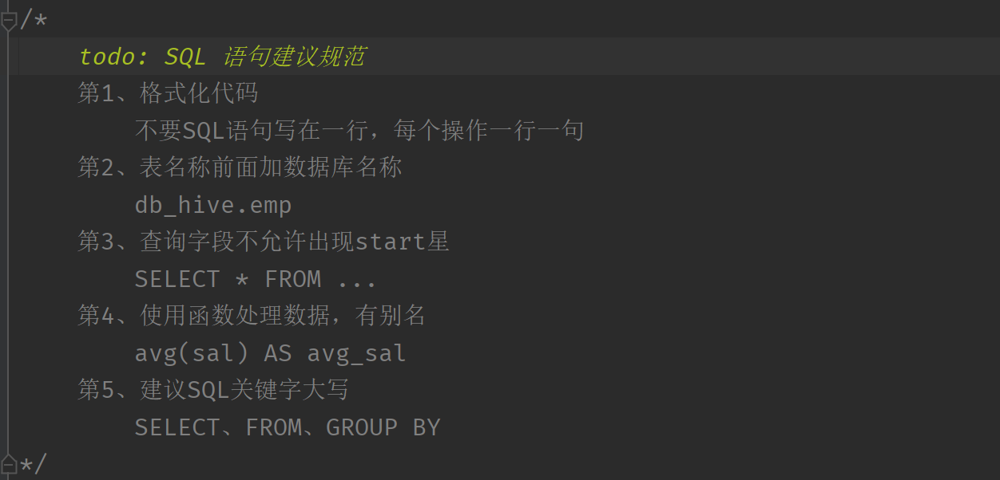 /*
todo: SQL 语句建议规范
第1、格式化代码
不要SQL语句写在一行，每个操作一行一句
第2、表名称前面加数据库名称
db_hive.emp
第3、查询字段不允许出现start星
SELECT * FROM ...
第4、使用函数处理数据，有别名
avg(sal) AS avg_sal
第5、建议SQL关键字大写
SELECT、FROM、GROUP BY
*/